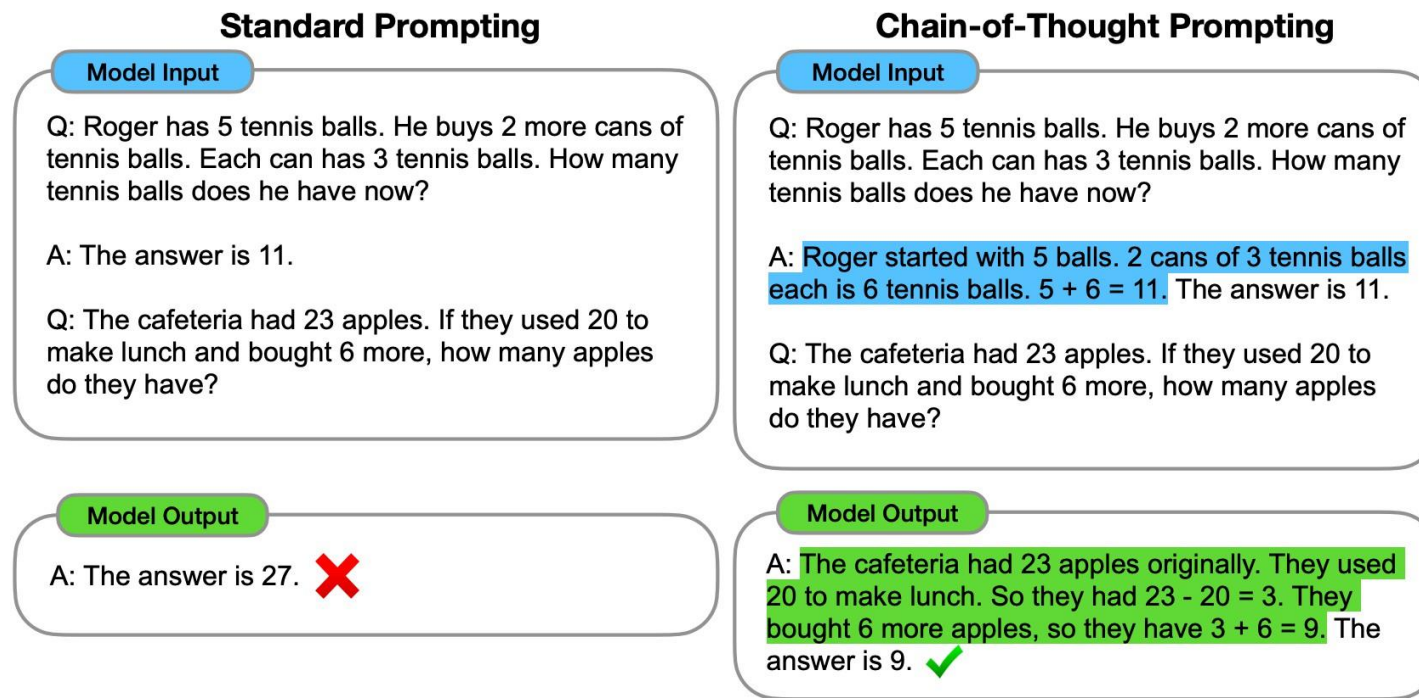 Standard Prompting
Model Input
Q: Roger has 5 tennis balls. He buys 2 more cans of
tennis balls. Each can has 3 tennis balls. How many
tennis balls does he have now?
A: The answer is 11.
Q: The cafeteria had 23 apples. If they used 20 to
make lunch and bought 6 more, how many apples
do they have?
Model Output
A: The answer is 27.
Chain-of-Thought Prompting
Model Input
Q: Roger has 5 tennis balls. He buys 2 more cans of
tennis balls. Each can has 3 tennis balls. How many
tennis balls does he have now?
A: Roger started with 5 balls. 2 cans of 3 tennis balls
each is 6 tennis balls. 5 + 6 = 11. The answer is 11.
Q: The cafeteria had 23 apples. If they used 20 to
make lunch and bought 6 more, how many apples
do they have?
Model Output
A: The cafeteria had 23 apples originally. They used
20 to make lunch. So they had 23 - 20 = 3. They
bought 6 more apples, so they have 3 + 6 = 9. The
answer is 9.